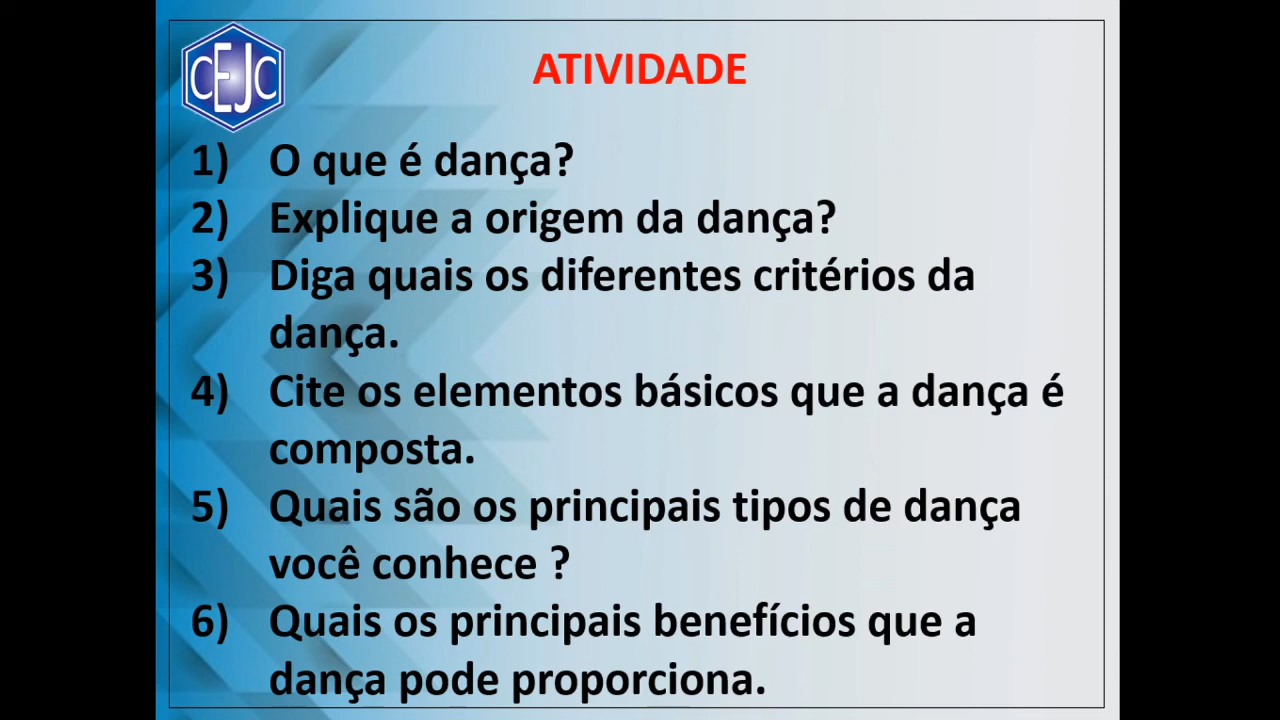 CEJC
ATIVIDADE
1) O que é dança?
2) Explique a origem da dança?
3) Diga quais os diferentes critérios da
dança.
4) Cite os elementos básicos que a dança é
composta.
5) Quais são os principais tipos de dança
você conhece ?
6) Quais os principais benefícios que a
dança pode proporciona.